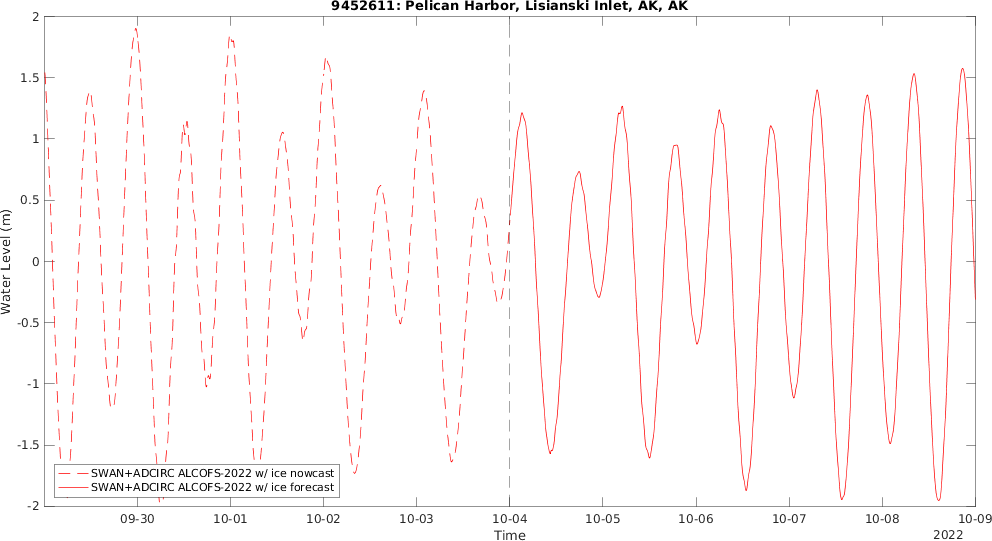 9452611: Pelican Harbor, Lisianski Inlet, AK, AK
Water Level (m)
2
1.5
1
0.5
0
-0.5
-1
-1.5
-2
SWAN+ADCIRC ALCOFS-2022 w/ ice nowcast
SWAN+ADCIRC ALCOFS-2022 w/ ice forecast
09-30 10-01 10-02 10-03 10-04 10-05 10-06 10-07 10-08 10-09
Time
2022